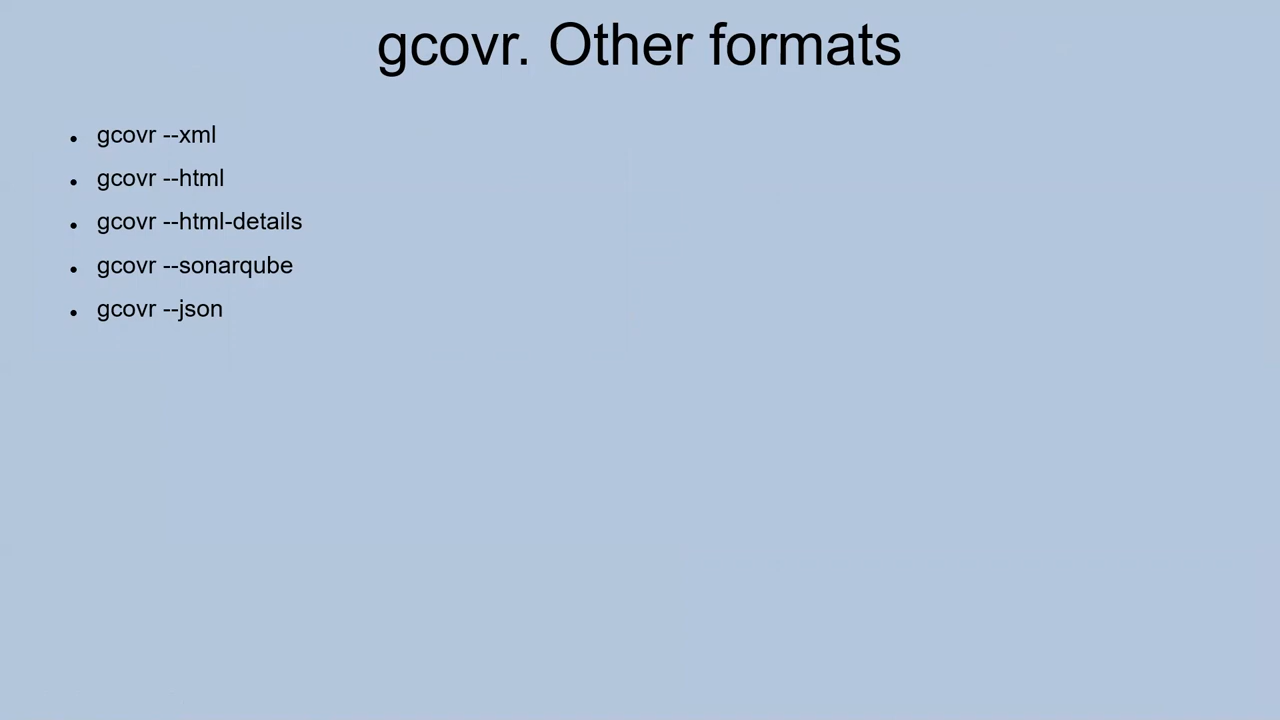 gcovr. Other formats
• gcovr --xml
• gcovr --html
• gcovr --html-details
• gcovr --sonarqube
• gcovr --json